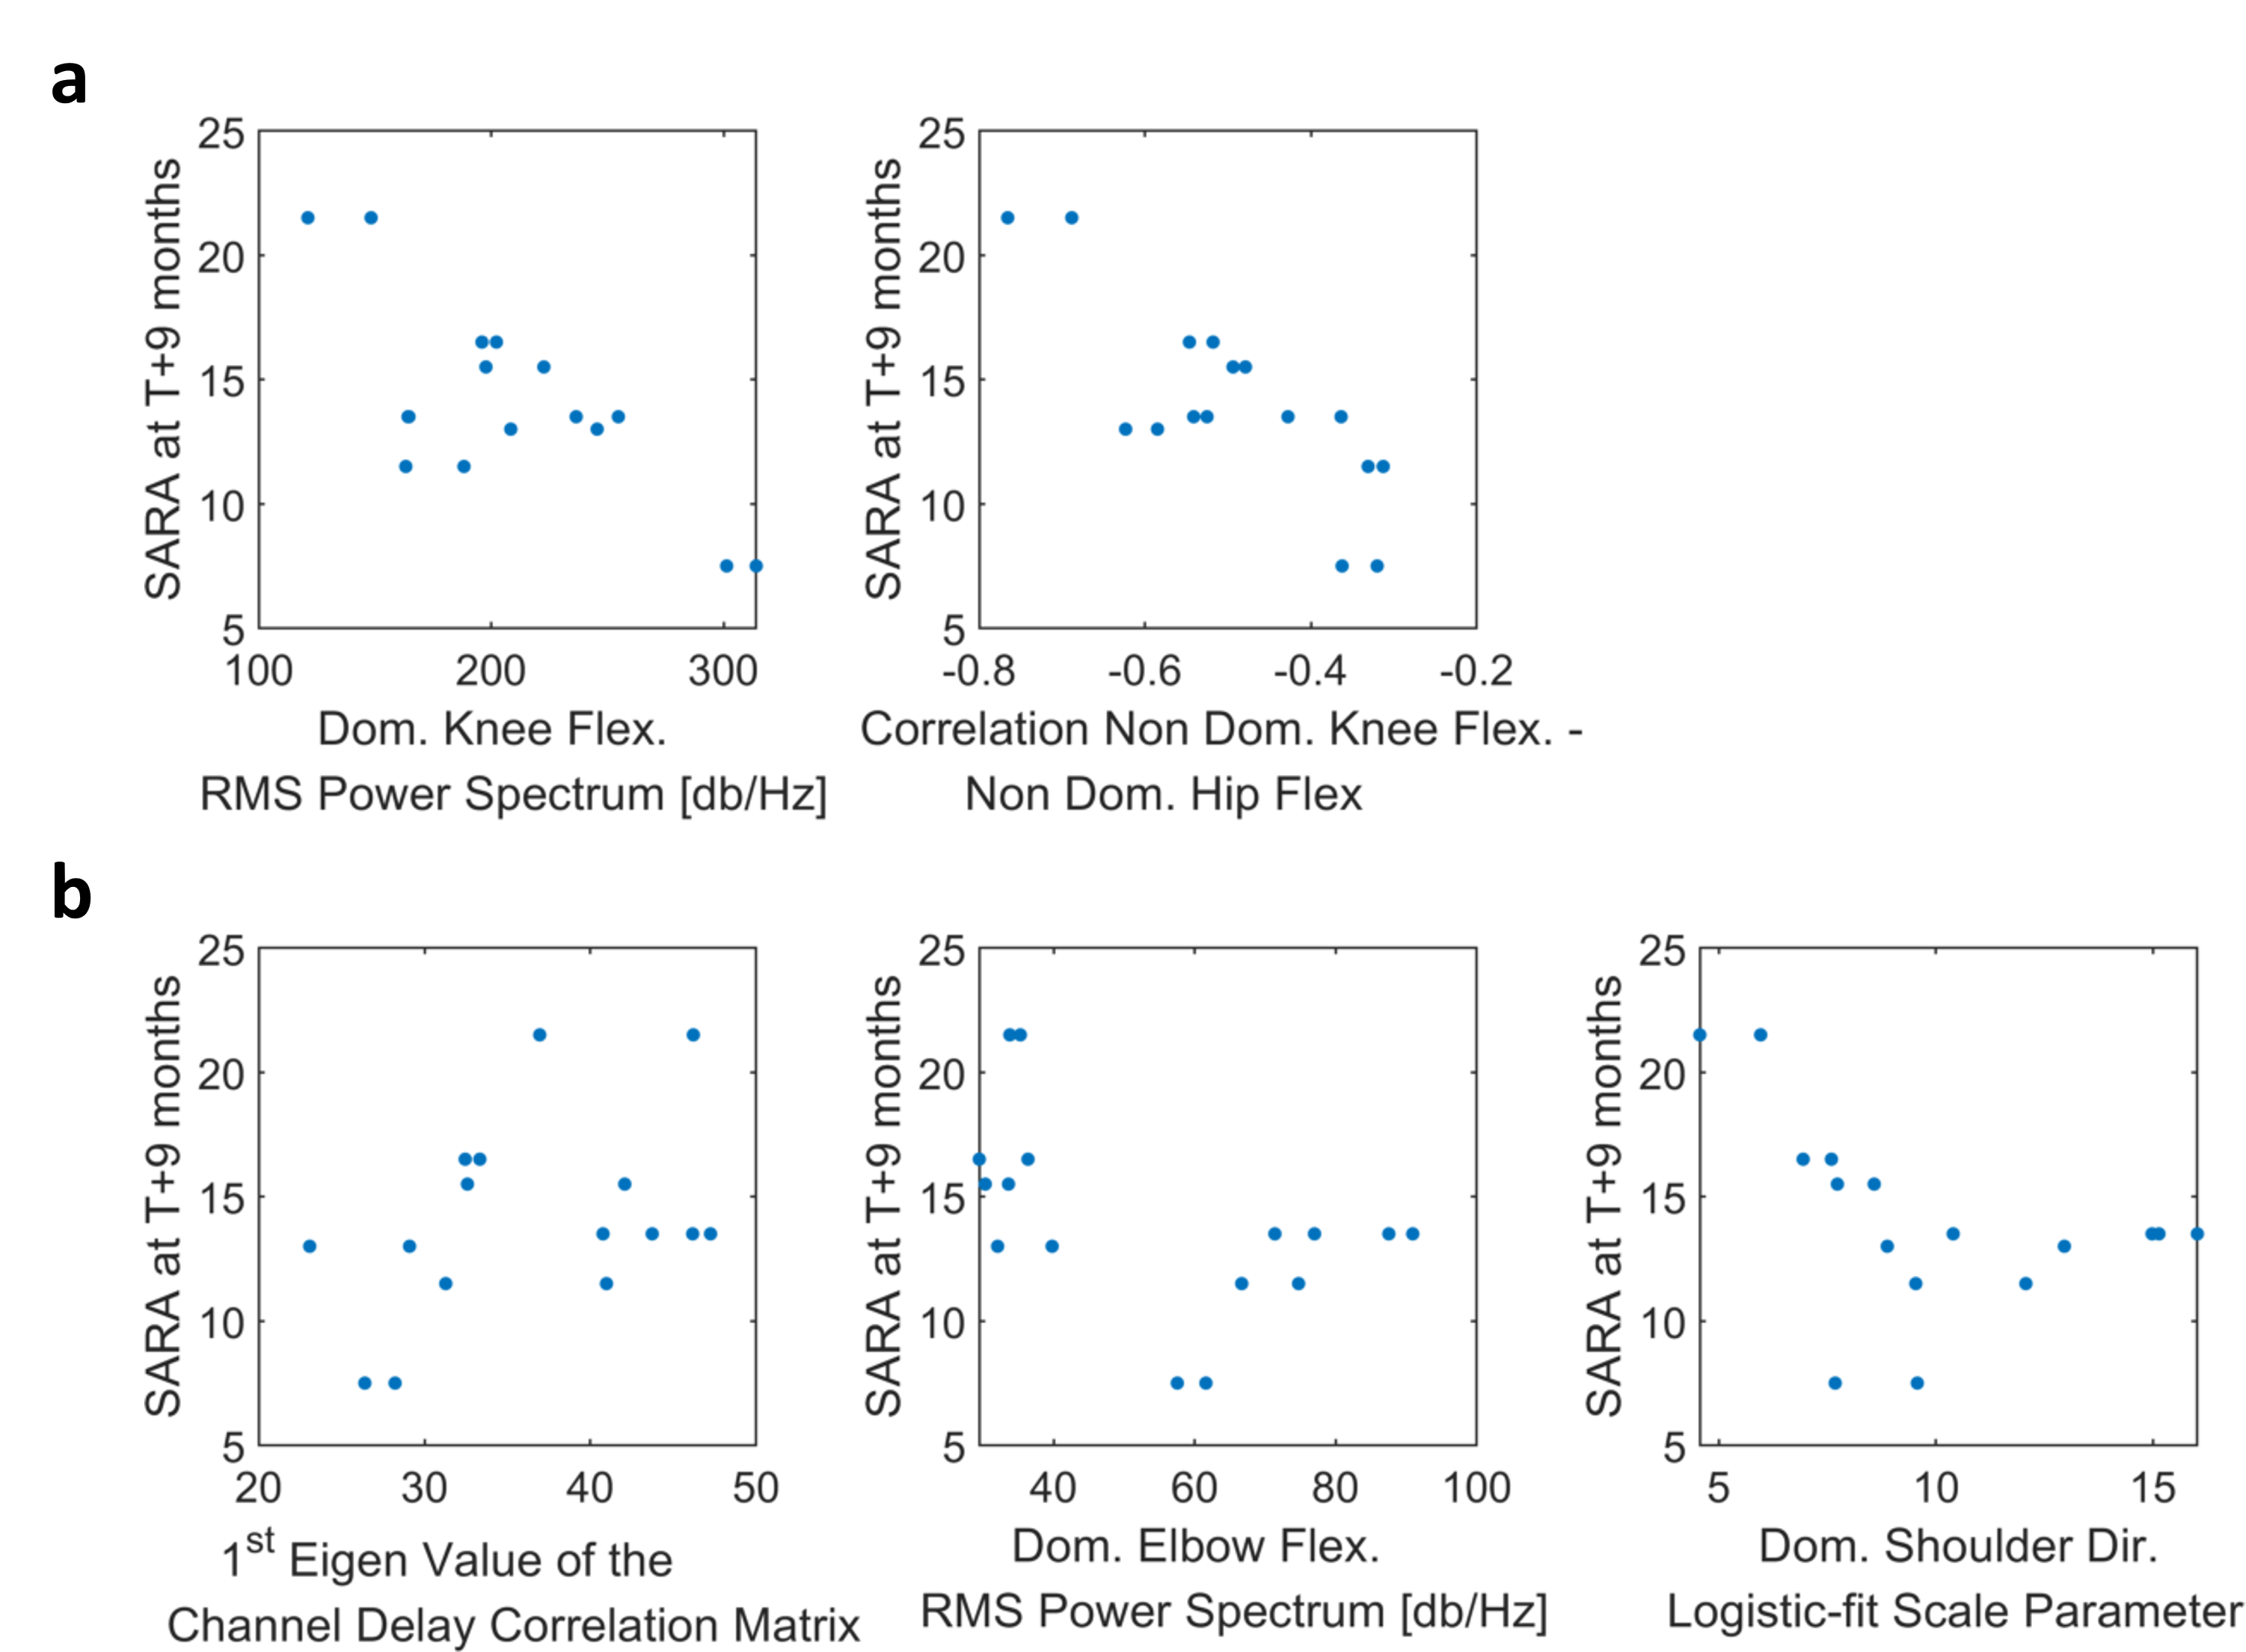 a
25
20
15
10
5
100 200 300
SARA at T+9 months
Dom. Knee Flex.
RMS Power Spectrum [db/Hz]
25
20
15
10
5
-0.8 -0.6 -0.4 -0.2
SARA at T+9 months
Correlation Non Dom. Knee Flex. -
Non Dom. Hip Flex
b
25
20
15
10
5
20 30 40 50
SARA at T+9 months
1st Eigen Value of the
Channel Delay Correlation Matrix
25
20
15
10
5
40 60 80 100
SARA at T+9 months
Dom. Elbow Flex.
RMS Power Spectrum [db/Hz]
25
20
15
10
5
5 10 15
SARA at T+9 months
Dom. Shoulder Dir.
Logistic-fit Scale Parameter